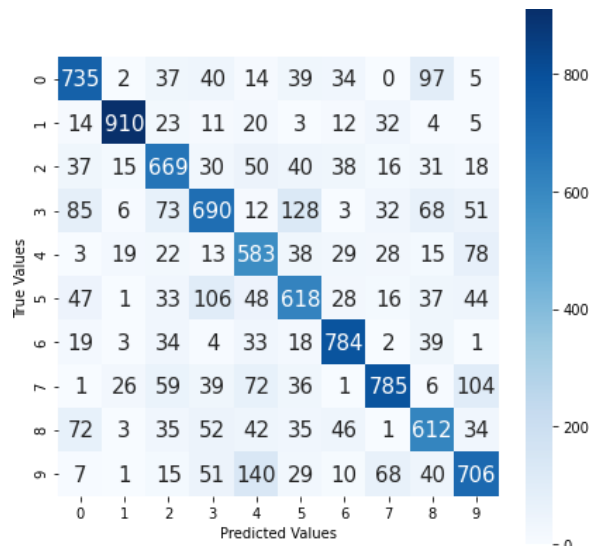 0 735 2 37 40 14 39 34 0 97 5
1 14 910 23 11 20 3 12 32 4 5
2 37 15 669 30 50 40 38 16 31 18
3 85 6 73 690 12 128 3 32 68 51
4 3 19 22 13 583 38 29 28 15 78
5 47 1 33 106 48 618 28 16 37 44
6 19 3 34 4 33 18 784 2 39 1
7 1 26 59 39 72 36 1 785 6 104
8 72 3 35 52 42 35 46 1 612 34
9 7 1 15 51 140 29 10 68 40 706
0 1 2 3 4 5 6 7 8 9
Predicted Values
True Values
800
600
400
200
0